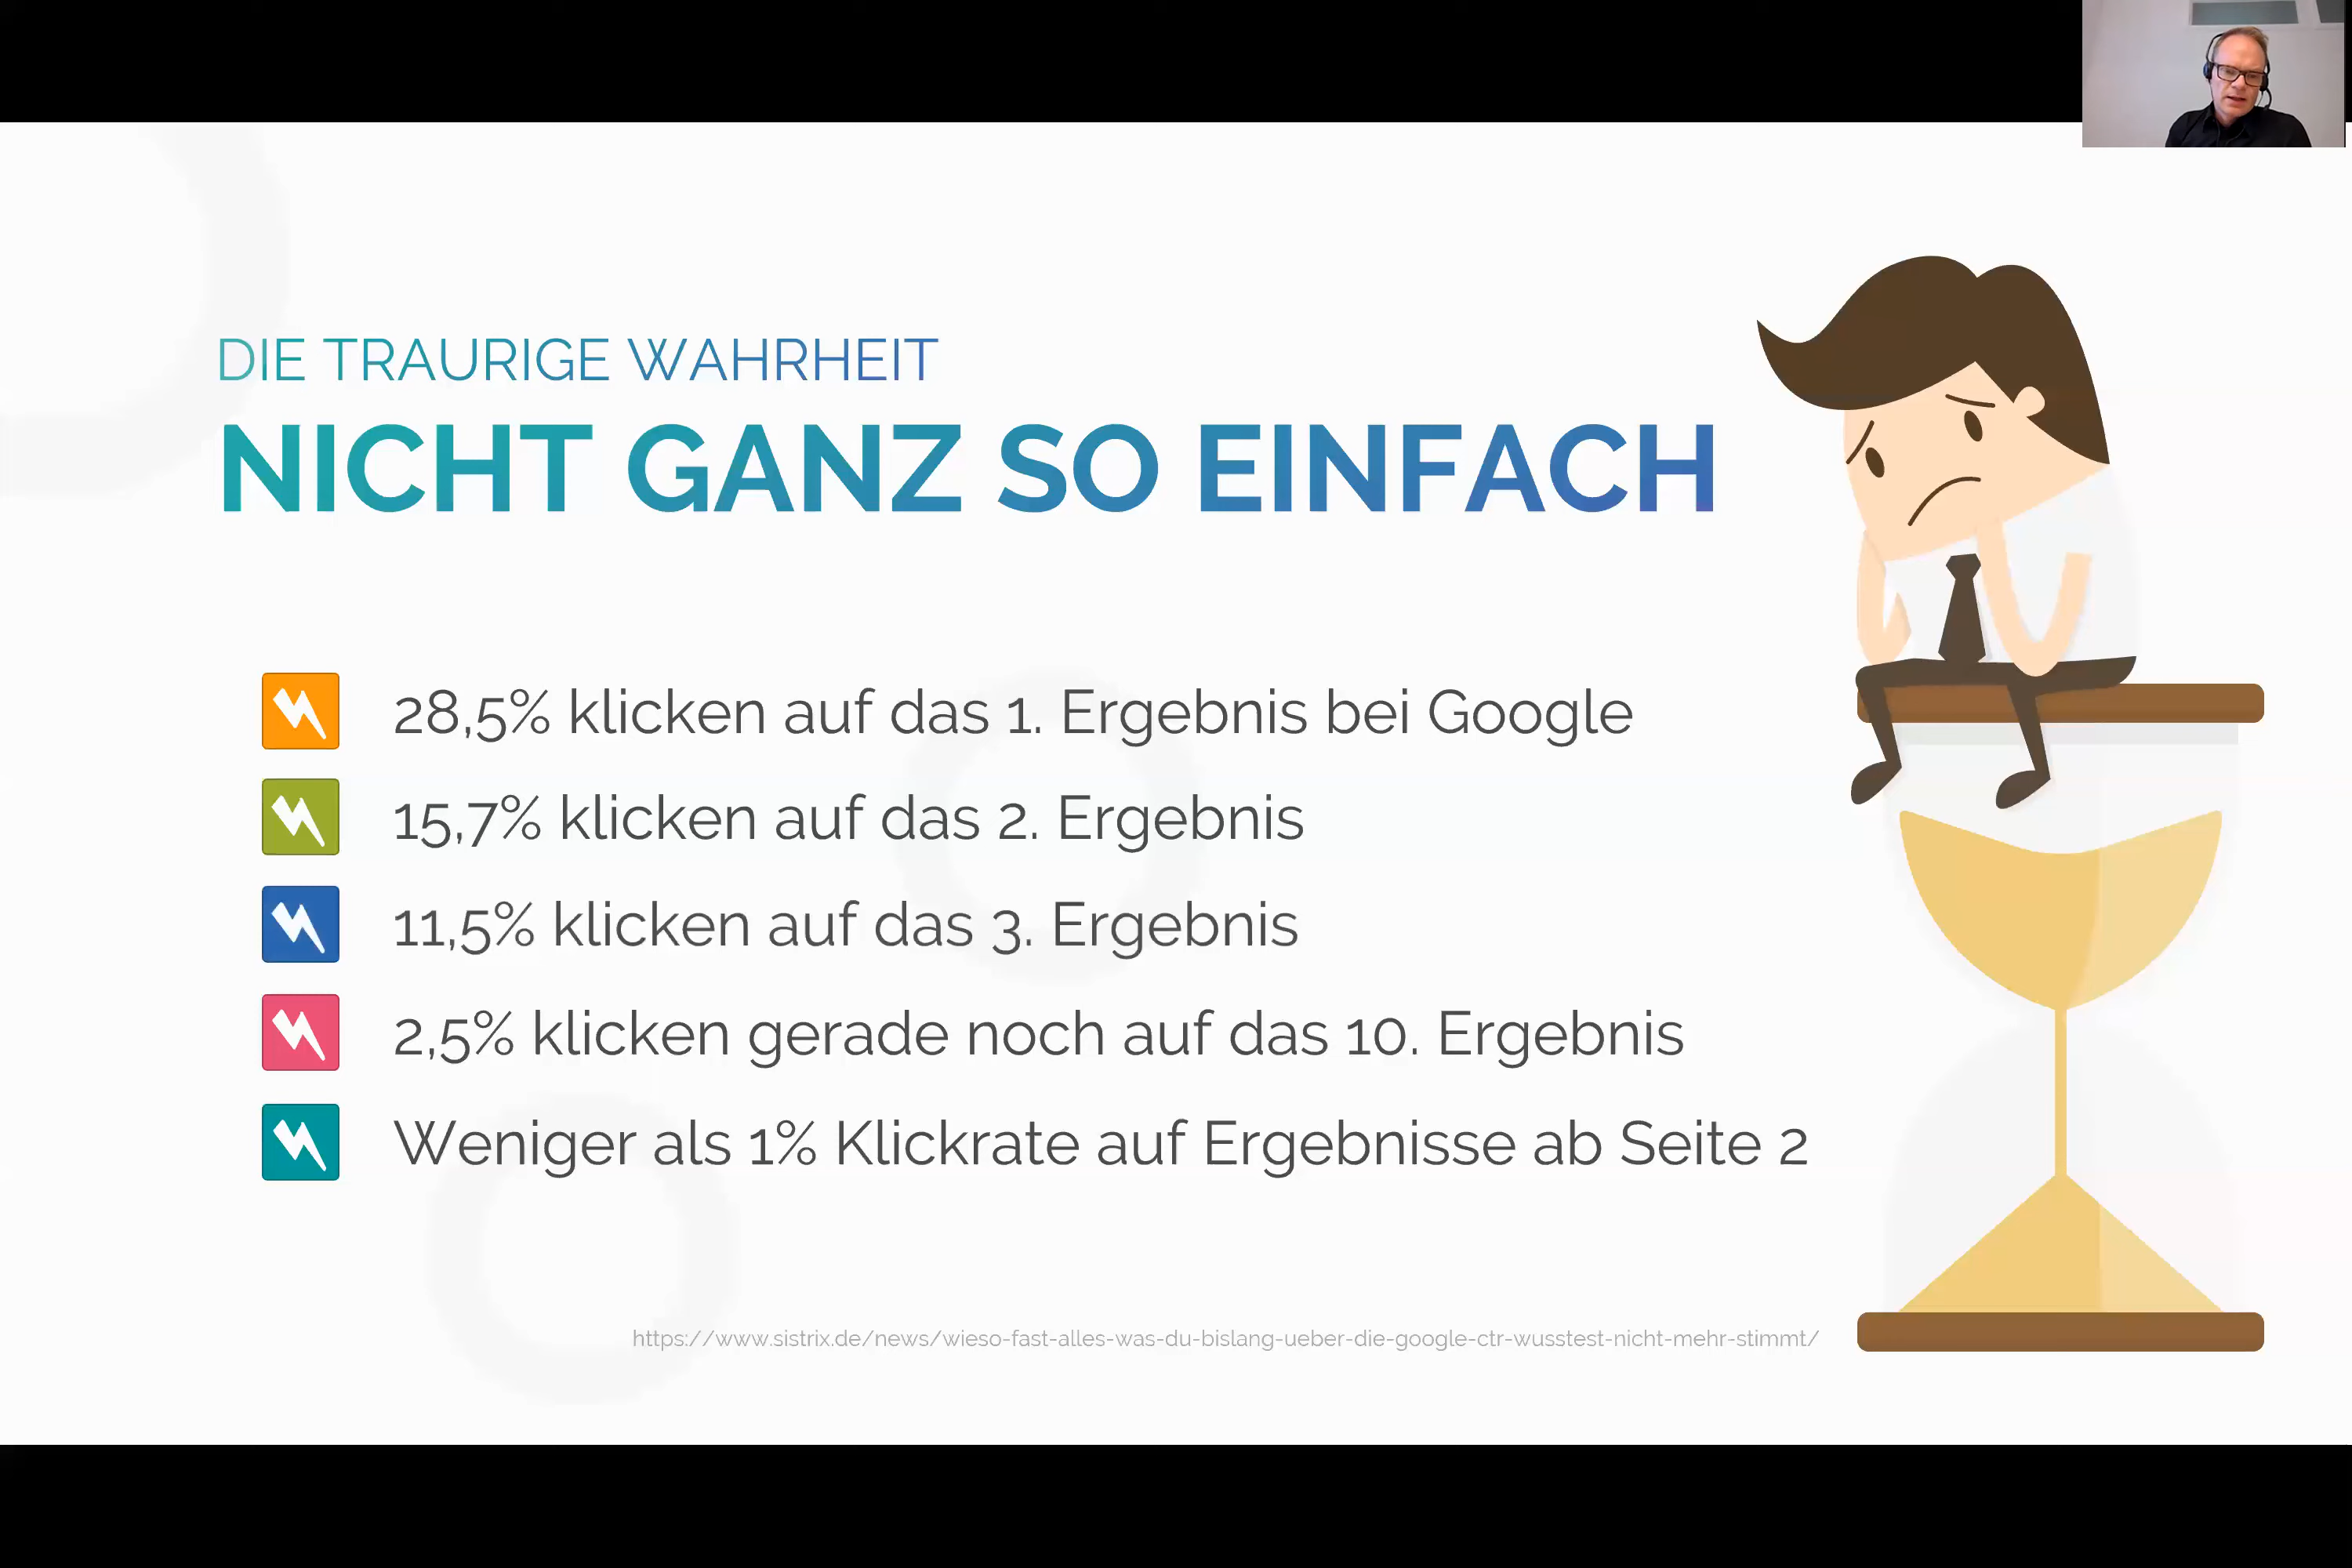 DIE TRAURIGE WAHRHEIT
NICHT GANZ SO EINFACH
28,5% klicken auf das 1. Ergebnis bei Google
15,7% klicken auf das 2. Ergebnis
11,5% klicken auf das 3. Ergebnis
2,5% klicken gerade noch auf das 10. Ergebnis
Weniger als 1% Klickrate auf Ergebnisse ab Seite 2
https://www.sistrix.de/news/wieso-fast-alles-was-du-bislang-ueber-die-google-ctr-wusstest-nicht-mehr-stimmt/